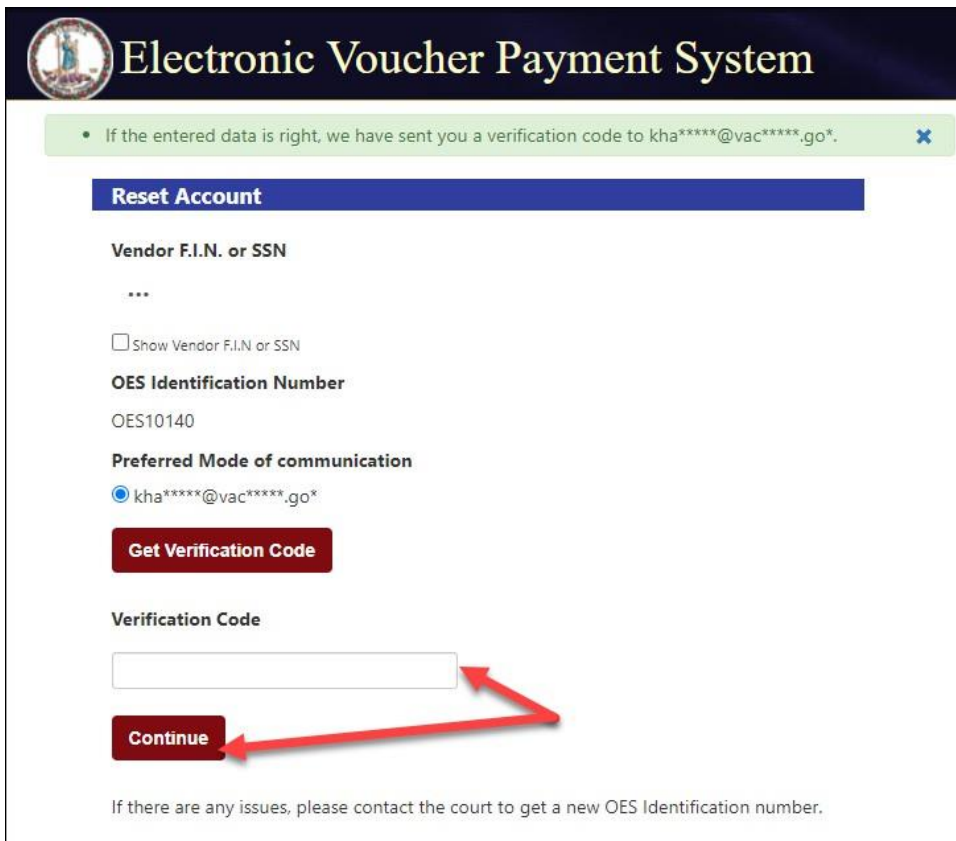 Electronic Voucher Payment System
• If the entered data is right, we have sent you a verification code to kha*****@vac*****.go*.
Reset Account
Vendor F.I.N. or SSN
•••
Show Vendor F.I.N or SSN
OES Identification Number
OES10140
Preferred Mode of communication
kha*****@vac*****.go*
Get Verification Code
Verification Code
Continue
If there are any issues, please contact the court to get a new OES Identification number.